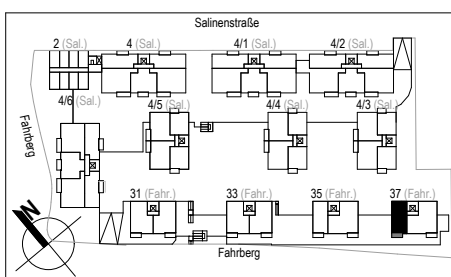 Salinenstraße
2 (Sal.) 4 (Sal.) 4/1 (Sal.) 4/2 (Sal.)
4/6 (Sal.) 4/5 (Sal.) 4/4 (Sal.) 4/3 (Sal.)
Fahrberg
31 (Fahr.) 33 (Fahr.) 35 (Fahr.) 37 (Fahr.)
N
Fahrberg